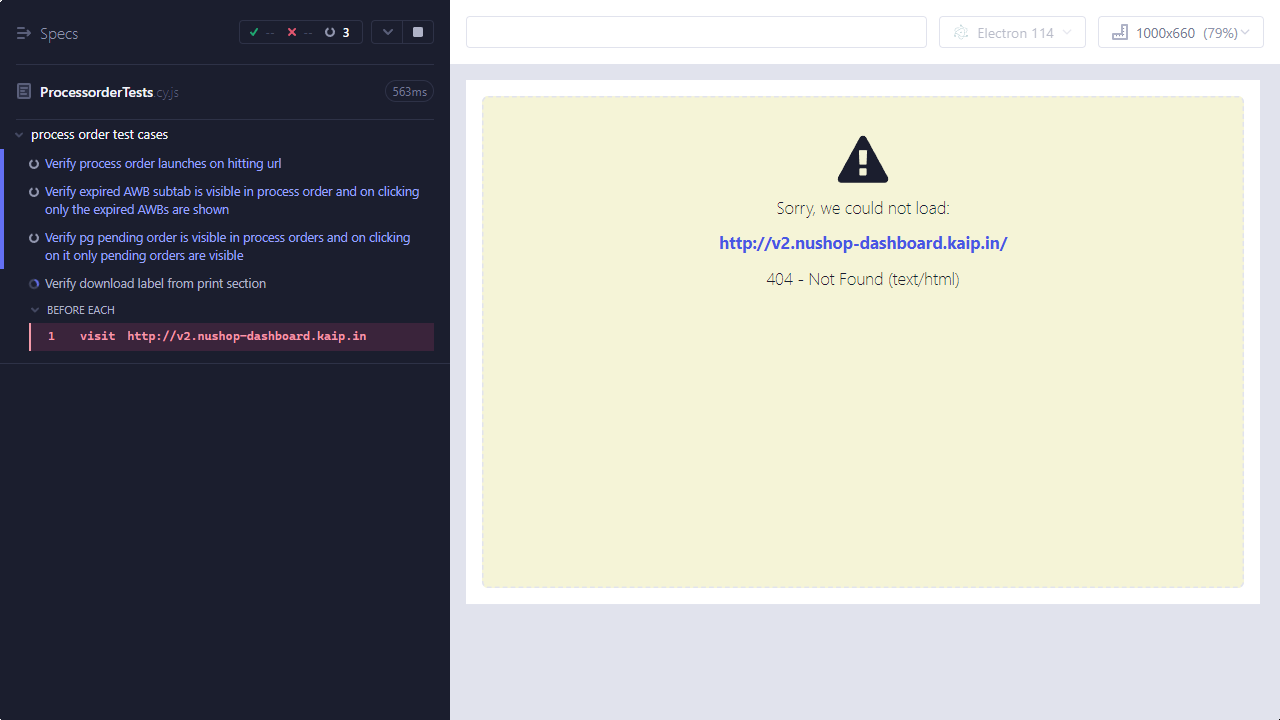 Specs
-- -- 3
ProcessorderTests.cy.js 563ms
process order test cases
Verify process order launches on hitting url
Verify expired AWB subtab is visible in process order and on clicking
only the expired AWBs are shown
Verify pg pending order is visible in process orders and on clicking
on it only pending orders are visible
Verify download label from print section
BEFORE EACH
1 visit http://v2.nushop-dashboard.kaip.in
Electron 114
1000x660 (79%)
Sorry, we could not load:
http://v2.nushop-dashboard.kaip.in/
404 - Not Found (text/html)